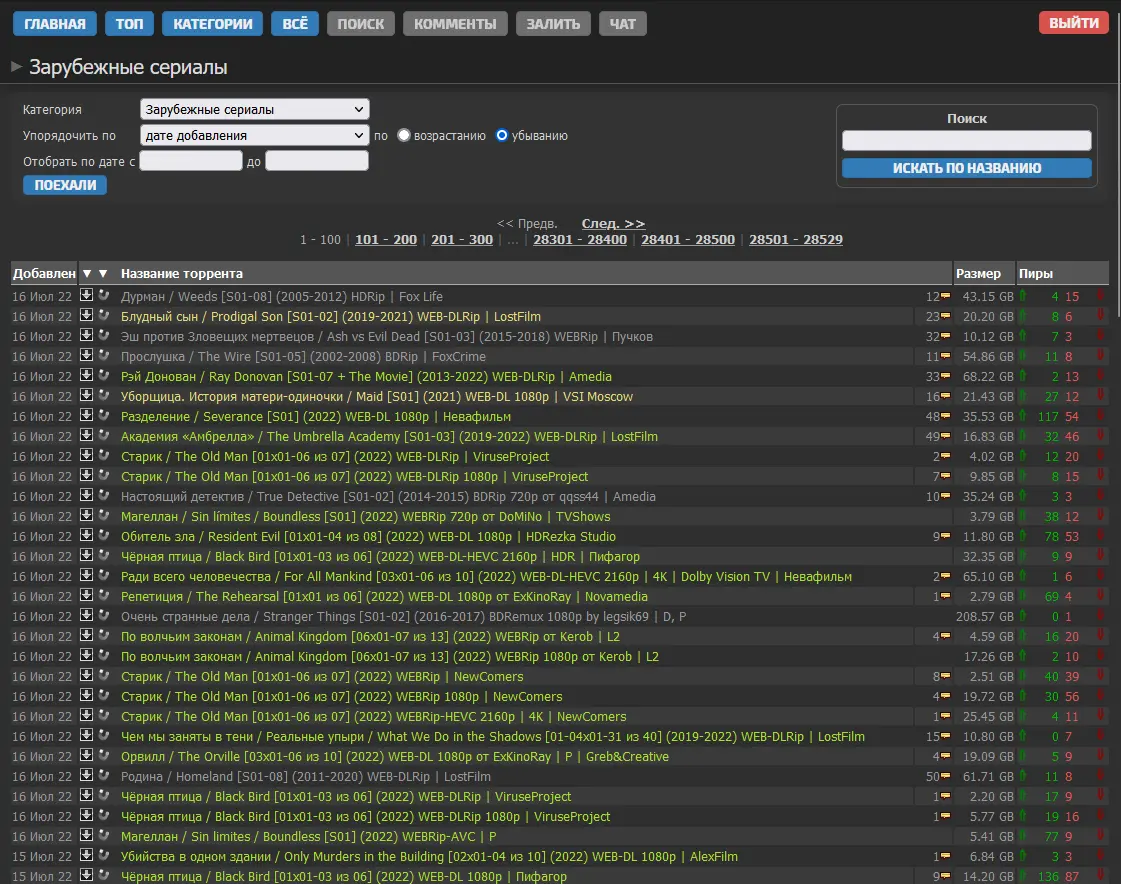 ГЛАВНАЯ ТОП КАТЕГОРИИ ВСЁ ПОИСК КОММЕНТЫ ЗАЛИТЬ ЧАТ ВЫЙТИ
Зарубежные сериалы
Категория Зарубежные сериалы
Упорядочить по дате добавления по возрастанию убыванию
Отобрать по дате с до
ПОЕХАЛИ
Поиск
ИСКАТЬ ПО НАЗВАНИЮ
<< Предв. След. >>
1 - 100 | 101 - 200 | 201 - 300 | ... | 28301 - 28400 | 28401 - 28500 | 28501 - 28529
Добавлен ▼ ▼ Название торрента Размер Пиры
16 Июл 22 Дурман / Weeds [S01-08] (2005-2012) HDRip | Fox Life 12 43.15 GB 4 15
16 Июл 22 Блудный сын / Prodigal Son [S01-02] (2019-2021) WEB-DLRip | LostFilm 23 20.20 GB 8 6
16 Июл 22 Эш против Зловещих мертвецов / Ash vs Evil Dead [S01-03] (2015-2018) WEBRip | Пучков 32 10.12 GB 7 3
16 Июл 22 Прослушка / The Wire [S01-05] (2002-2008) BDRip | FoxCrime 11 54.86 GB 11 8
16 Июл 22 Рэй Донован / Ray Donovan [S01-07 + The Movie] (2013-2022) WEB-DLRip | Amedia 33 68.22 GB 2 13
16 Июл 22 Уборщица. История матери-одиночки / Maid [S01] (2021) WEB-DL 1080p | VSI Moscow 16 21.43 GB 27 12
16 Июл 22 Разделение / Severance [S01] (2022) WEB-DL 1080p | Невафильм 48 35.53 GB 117 54
16 Июл 22 Академия «Амбрелла» / The Umbrella Academy [S01-03] (2019-2022) WEB-DLRip | LostFilm 49 16.83 GB 32 46
16 Июл 22 Старик / The Old Man [01x01-06 из 07] (2022) WEB-DLRip | ViruseProject 2 4.02 GB 12 20
16 Июл 22 Старик / The Old Man [01x01-06 из 07] (2022) WEB-DLRip 1080p | ViruseProject 7 9.85 GB 8 15
16 Июл 22 Настоящий детектив / True Detective [S01-02] (2014-2015) BDRip 720p от qqss44 | Amedia 10 35.24 GB 3 3
16 Июл 22 Магеллан / Sin límites / Boundless [S01] (2022) WEBRip 720p от DoMiNo | TVShows 3.79 GB 38 12
16 Июл 22 Обитель зла / Resident Evil [01x01-04 из 08] (2022) WEB-DL 1080p | HDRezka Studio 9 11.80 GB 78 53
16 Июл 22 Чёрная птица / Black Bird [01x01-03 из 06] (2022) WEB-DL-HEVC 2160p | HDR | Пифагор 32.35 GB 9 9
16 Июл 22 Ради всего человечества / For All Mankind [03x01-06 из 10] (2022) WEB-DL-HEVC 2160p | 4K | Dolby Vision TV | Невафильм 2 65.10 GB 1 6
16 Июл 22 Репетиция / The Rehearsal [01x01 из 06] (2022) WEB-DL 1080p от ExKinoRay | Novamedia 1 2.79 GB 69 4
16 Июл 22 Очень странные дела / Stranger Things [S01-02] (2016-2017) BDRemux 1080p by legsik69 | D, P 208.57 GB 0 1
16 Июл 22 По волчьим законам / Animal Kingdom [06x01-07 из 13] (2022) WEBRip от Kerob | L2 4 4.59 GB 16 20
16 Июл 22 По волчьим законам / Animal Kingdom [06x01-07 из 13] (2022) WEBRip 1080p от Kerob | L2 17.26 GB 2 10
16 Июл 22 Старик / The Old Man [01x01-06 из 07] (2022) WEBRip | NewComers 8 2.51 GB 40 39
16 Июл 22 Старик / The Old Man [01x01-06 из 07] (2022) WEBRip 1080p | NewComers 4 19.72 GB 30 56
16 Июл 22 Старик / The Old Man [01x01-06 из 07] (2022) WEBRip-HEVC 2160p | 4K | NewComers 1 25.45 GB 4 11
16 Июл 22 Чем мы заняты в тени / Реальные упыри / What We Do in the Shadows [01-04x01-31 из 40] (2019-2022) WEB-DLRip | LostFilm 15 10.80 GB 0 7
16 Июл 22 Орвилл / The Orville [03x01-06 из 10] (2022) WEB-DL 1080p от ExKinoRay | P | Greb&Creative 4 19.09 GB 5 9
16 Июл 22 Родина / Homeland [S01-08] (2011-2020) WEB-DLRip | LostFilm 50 61.71 GB 11 8
16 Июл 22 Чёрная птица / Black Bird [01x01-03 из 06] (2022) WEB-DLRip | ViruseProject 1 2.20 GB 17 9
16 Июл 22 Чёрная птица / Black Bird [01x01-03 из 06] (2022) WEB-DLRip 1080p | ViruseProject 1 5.77 GB 19 16
16 Июл 22 Магеллан / Sin limites / Boundless [S01] (2022) WEBRip-AVC | P 5.41 GB 77 9
15 Июл 22 Убийства в одном здании / Only Murders in the Building [02x01-04 из 10] (2022) WEB-DL 1080p | AlexFilm 1 6.84 GB 3 3
15 Июл 22 Чёрная птица / Black Bird [01x01-03 из 06] (2022) WEB-DL 1080p | Пифагор 9 14.20 GB 136 87